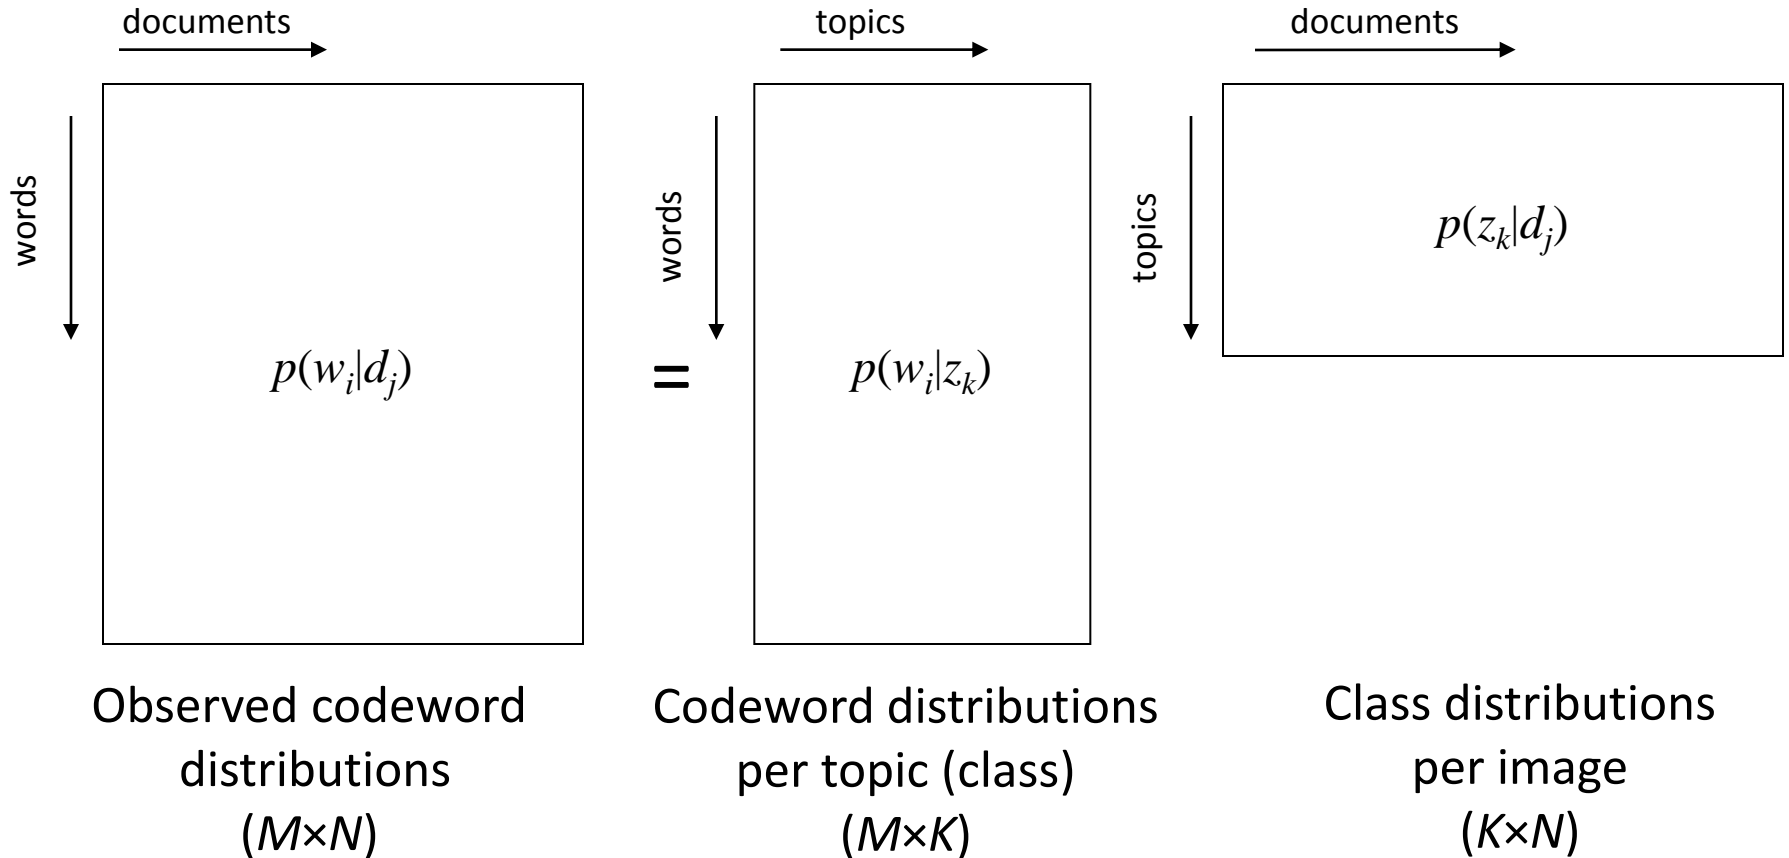 documents
words
p(w_i|d_j)
Observed codeword
distributions
(M×N)
=
topics
words
p(w_i|z_k)
Codeword distributions
per topic (class)
(M×K)
documents
topics
p(z_k|d_j)
Class distributions
per image
(K×N)